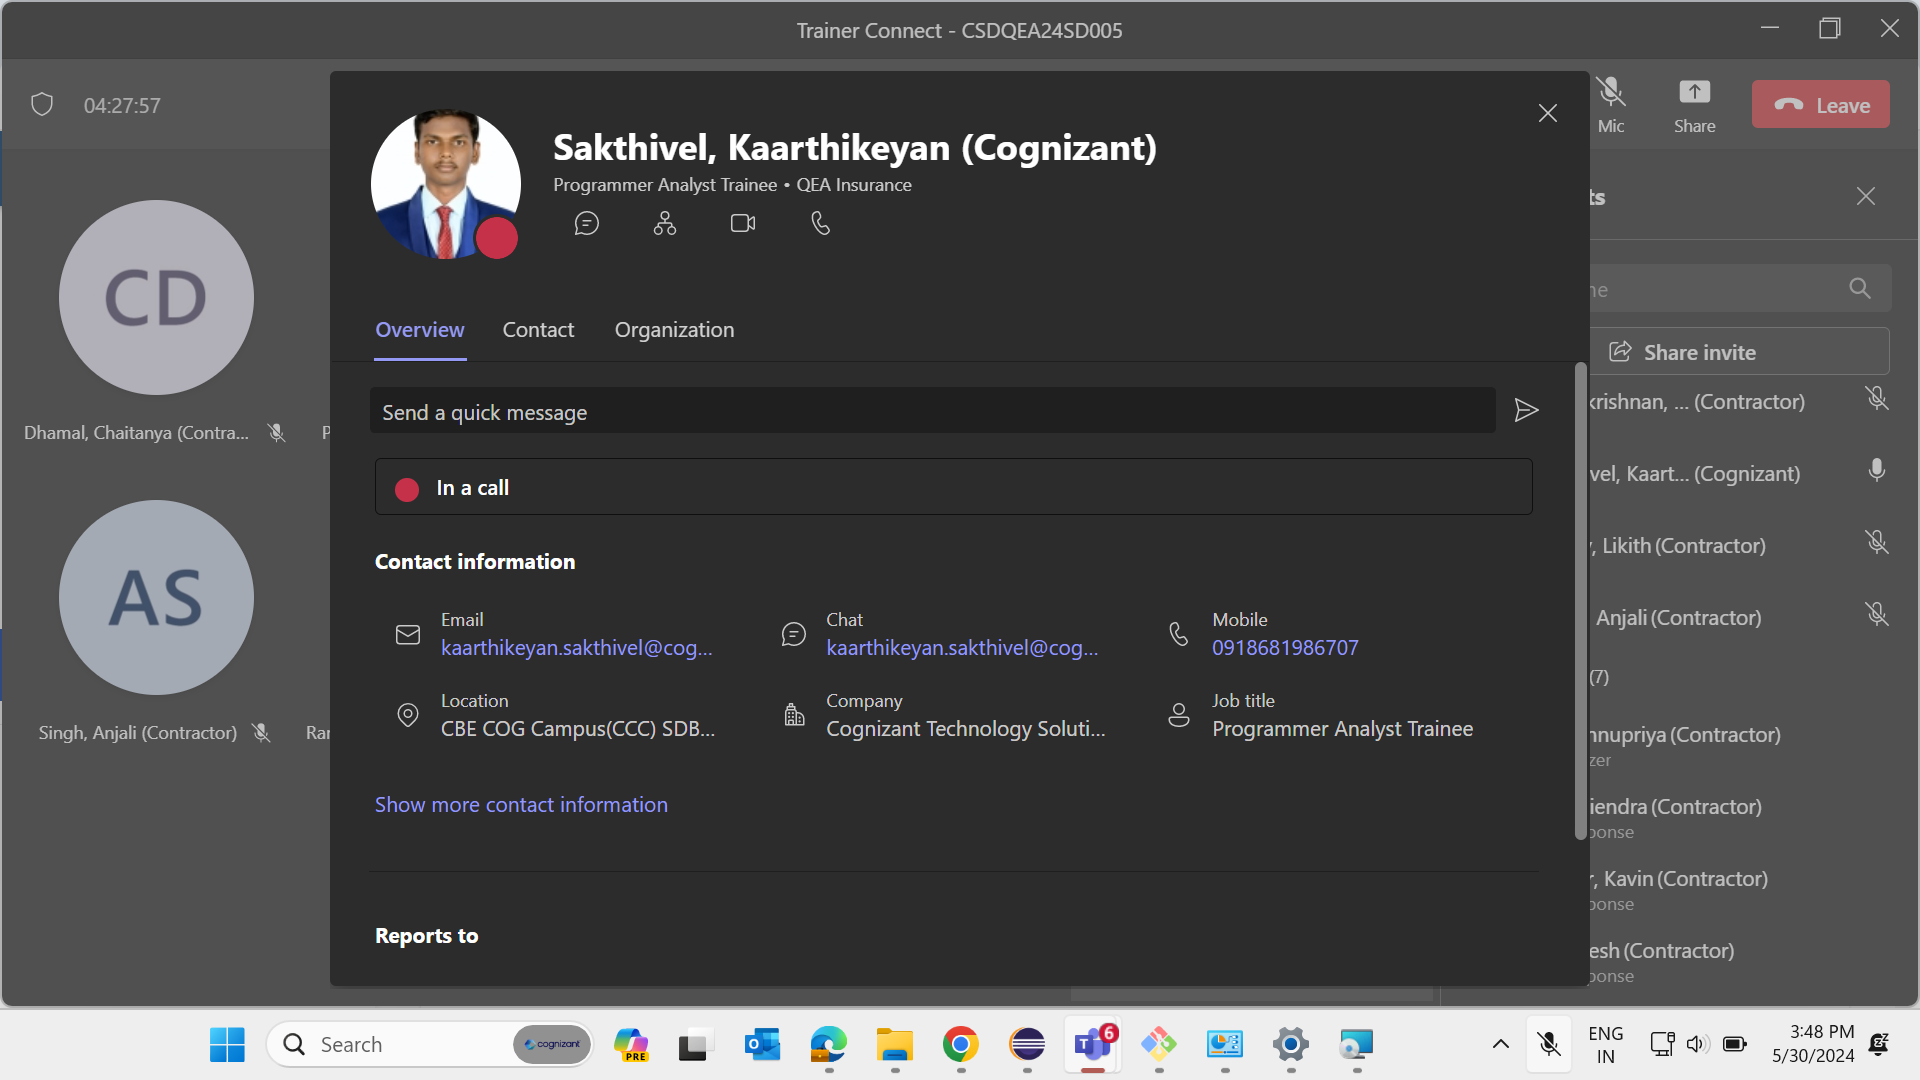 Trainer Connect - CSDQEA24SD005
04:27:57
Mic
Share
Leave
Sakthivel, Kaarthikeyan (Cognizant)
Programmer Analyst Trainee • QEA Insurance
Overview
Contact
Organization
Send a quick message
In a call
Contact information
Email
kaarthikeyan.sakthivel@cog...
Chat
kaarthikeyan.sakthivel@cog...
Mobile
0918681986707
Location
CBE COG Campus(CCC) SDB...
Company
Cognizant Technology Soluti...
Job title
Programmer Analyst Trainee
Show more contact information
Reports to
CD
Dhamal, Chaitanya (Contra...
P
AS
Singh, Anjali (Contractor)
Rar
ts
ne
Share invite
krishnan, ... (Contractor)
vel, Kaart... (Cognizant)
, Likith (Contractor)
Anjali (Contractor)
(7)
nnupriya (Contractor)
zer
iendra (Contractor)
ponse
, Kavin (Contractor)
ponse
esh (Contractor)
ponse
Search
cognizant
PRE
6
ENG
IN
3:48 PM
5/30/2024